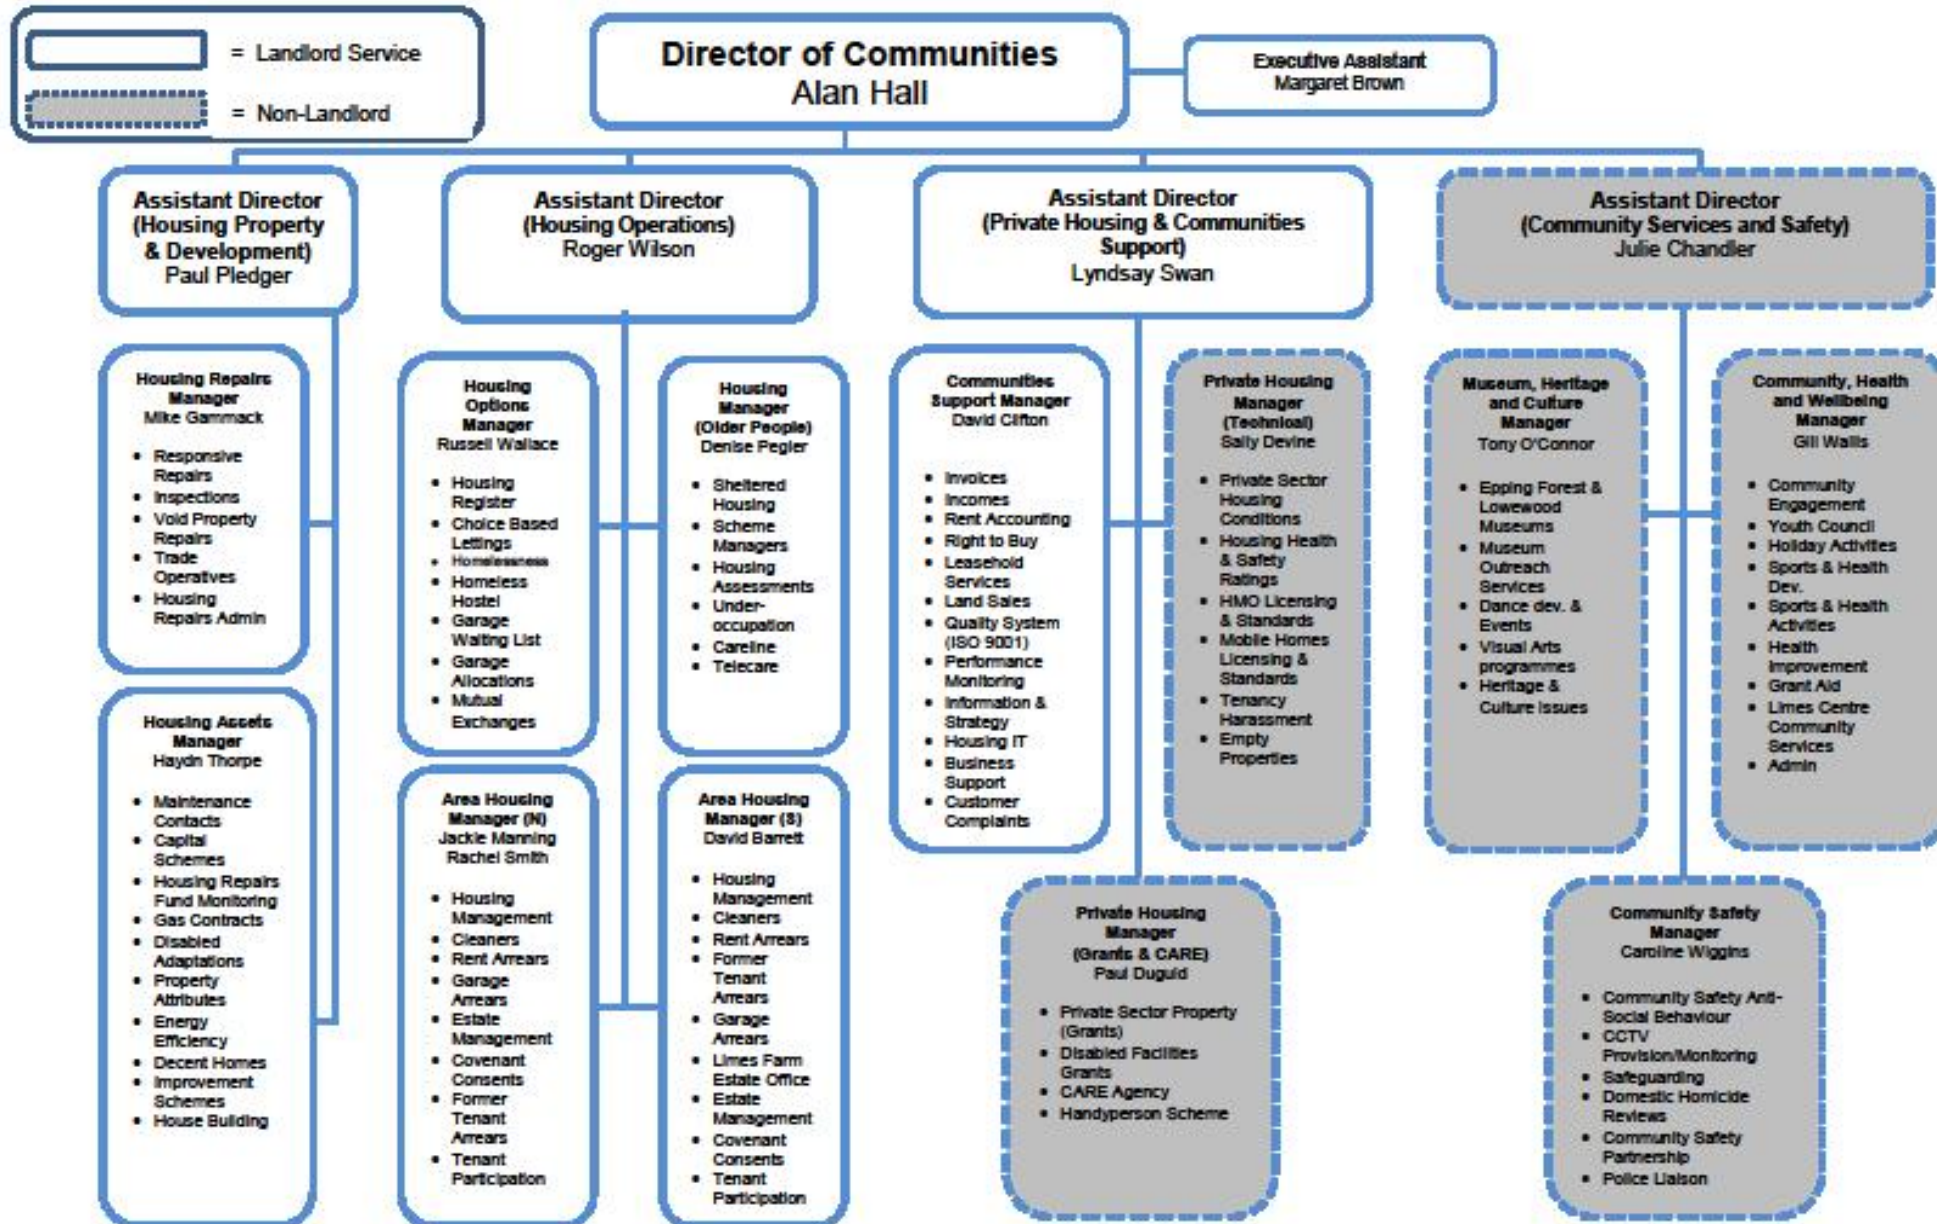 = Landlord Service
= Non-Landlord
Director of Communities
Alan Hall
Executive Assistant
Margaret Brown
Assistant Director
(Housing Property
& Development)
Paul Pledger
Assistant Director
(Housing Operations)
Roger Wilson
Assistant Director
(Private Housing & Communities
Support)
Lyndsay Swan
Assistant Director
(Community Services and Safety)
Julie Chandler
Housing Repairs
Manager
Mike Gammack
• Responsive
Repairs
• Inspections
• Void Property
Repairs
• Trade
Operatives
• Housing
Repairs Admin
Housing Assets
Manager
Haydn Thorpe
• Maintenance
Contacts
• Capital
Schemes
• Housing Repairs
Fund Monitoring
• Gas Contracts
• Disabled
Adaptations
• Property
Attributes
• Energy
Efficiency
• Decent Homes
• Improvement
Schemes
• House Building
Housing
Options
Manager
Russell Wallace
• Housing
Register
• Choice Based
Lettings
• Homelessness
• Homeless
Hostel
• Garage
Waiting List
• Garage
Allocations
• Mutual
Exchanges
Housing
Manager
(Older People)
Denise Pegler
• Sheltered
Housing
• Scheme
Managers
• Housing
Assessments
• Under-
occupation
• Careline
• Telecare
Area Housing
Manager (N)
Jackie Manning
Rachel Smith
• Housing
Management
• Cleaners
• Rent Arrears
• Garage
Arrears
• Estate
Management
• Covenant
Consents
• Former
Tenant
Arrears
• Tenant
Participation
Area Housing
Manager (S)
David Barrett
• Housing
Management
• Cleaners
• Rent Arrears
• Former
Tenant
Arrears
• Garage
Arrears
• Limes Farm
Estate Office
• Estate
Management
• Covenant
Consents
• Tenant
Participation
Communities
Support Manager
David Clifton
• Invoices
• Incomes
• Rent Accounting
• Right to Buy
• Leasehold
Services
• Land Sales
• Quality System
(ISO 9001)
• Performance
Monitoring
• Information &
Strategy
• Housing IT
• Business
Support
• Customer
Complaints
Private Housing
Manager
(Technical)
Sally Devine
• Private Sector
Housing
Conditions
• Housing Health
& Safety
Ratings
• HMO Licensing
& Standards
• Mobile Homes
Licensing &
Standards
• Tenancy
Harassment
• Empty
Properties
Private Housing
Manager
(Grants & CARE)
Paul Duguid
• Private Sector Property
(Grants)
• Disabled Facilities
Grants
• CARE Agency
• Handyperson Scheme
Museum, Heritage
and Culture
Manager
Tony O'Connor
• Epping Forest &
Lowewood
Museums
• Museum
Outreach
Services
• Dance dev. &
Events
• Visual Arts
programmes
• Heritage &
Culture Issues
Community, Health
and Wellbeing
Manager
Gill Wallis
• Community
Engagement
• Youth Council
• Holiday Activities
• Sports & Health
Dev.
• Sports & Health
Activities
• Health
Improvement
• Grant Aid
• Limes Centre
Community
Services
• Admin
Community Safety
Manager
Caroline Wiggins
• Community Safety Anti-
Social Behaviour
• CCTV
Provision/Monitoring
• Safeguarding
• Domestic Homicide
Reviews
• Community Safety
Partnership
• Police Liaison